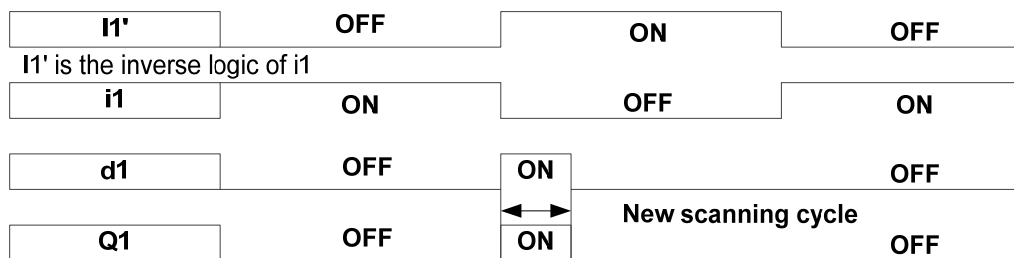 I1' OFF ON OFF
I1' is the inverse logic of i1
i1 ON OFF ON
d1 OFF ON OFF
New scanning cycle
Q1 OFF ON OFF